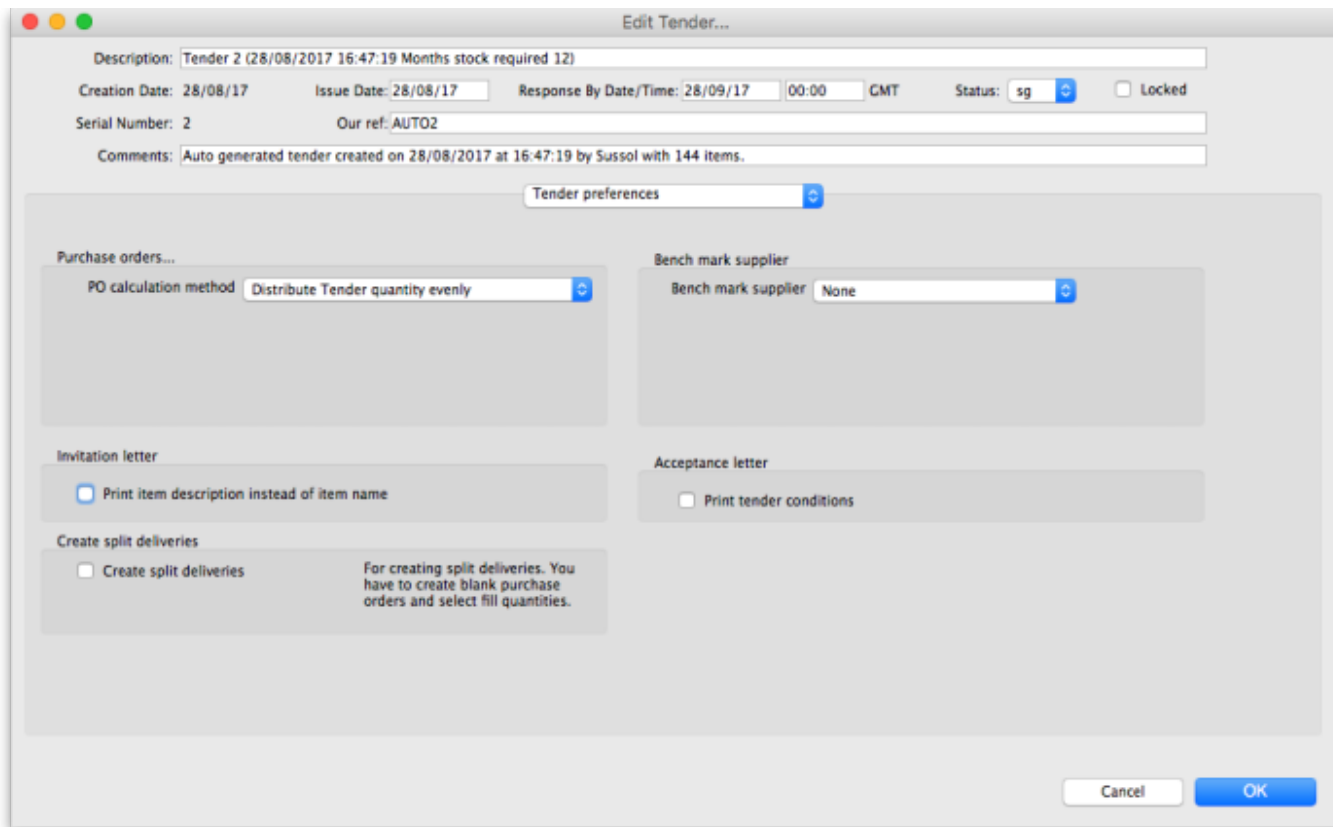 Edit Tender...
Description: Tender 2 (28/08/2017 16:47:19 Months stock required 12)
Creation Date: 28/08/17 Issue Date: 28/08/17 Response By Date/Time: 28/09/17 00:00 GMT Status: sg Locked
Serial Number: 2 Our ref: AUTO2
Comments: Auto generated tender created on 28/08/2017 at 16:47:19 by Sussol with 144 items.
Tender preferences
Purchase orders...
PO calculation method Distribute Tender quantity evenly
Bench mark supplier
Bench mark supplier None
Invitation letter
Print item description instead of item name
Acceptance letter
Print tender conditions
Create split deliveries
Create split deliveries
For creating split deliveries. You
have to create blank purchase
orders and select fill quantities.
Cancel OK